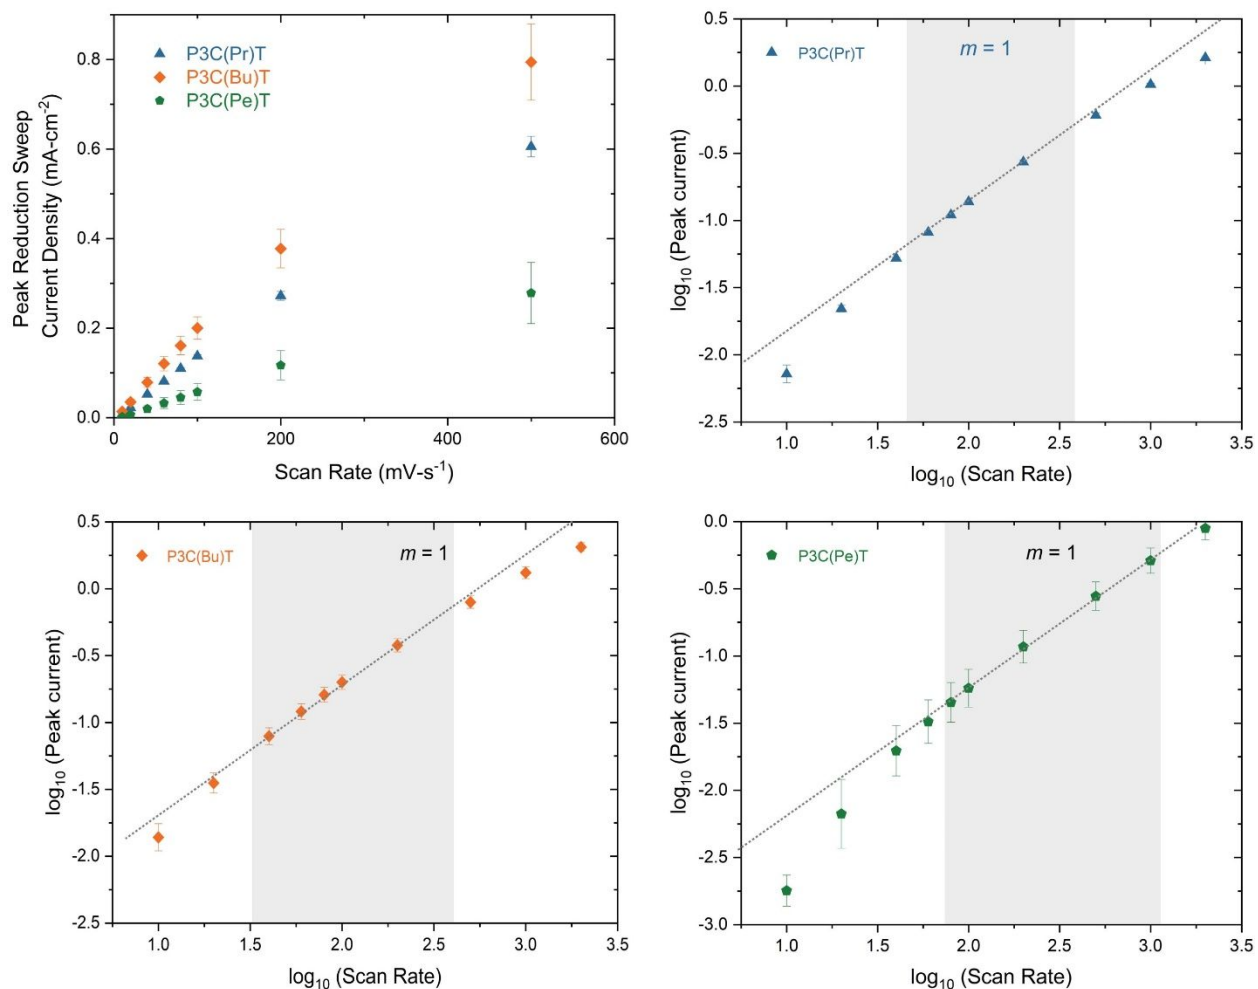 Peak Reduction Sweep
Current Density (mA-cm⁻²)
0.8
0.6
0.4
0.2
0.0
P3C(Pr)T
P3C(Bu)T
P3C(Pe)T
0
200
400
600
Scan Rate (mV-s⁻¹)
log₁₀ (Peak current)
0.5
0.0
-0.5
-1.0
-1.5
-2.0
-2.5
P3C(Pr)T
m = 1
1.0
1.5
2.0
2.5
3.0
3.5
log₁₀ (Scan Rate)
log₁₀ (Peak current)
0.5
0.0
-0.5
-1.0
-1.5
-2.0
-2.5
P3C(Bu)T
m = 1
1.0
1.5
2.0
2.5
3.0
3.5
log₁₀ (Scan Rate)
log₁₀ (Peak current)
0.0
-0.5
-1.0
-1.5
-2.0
-2.5
-3.0
P3C(Pe)T
m = 1
1.0
1.5
2.0
2.5
3.0
3.5
log₁₀ (Scan Rate)